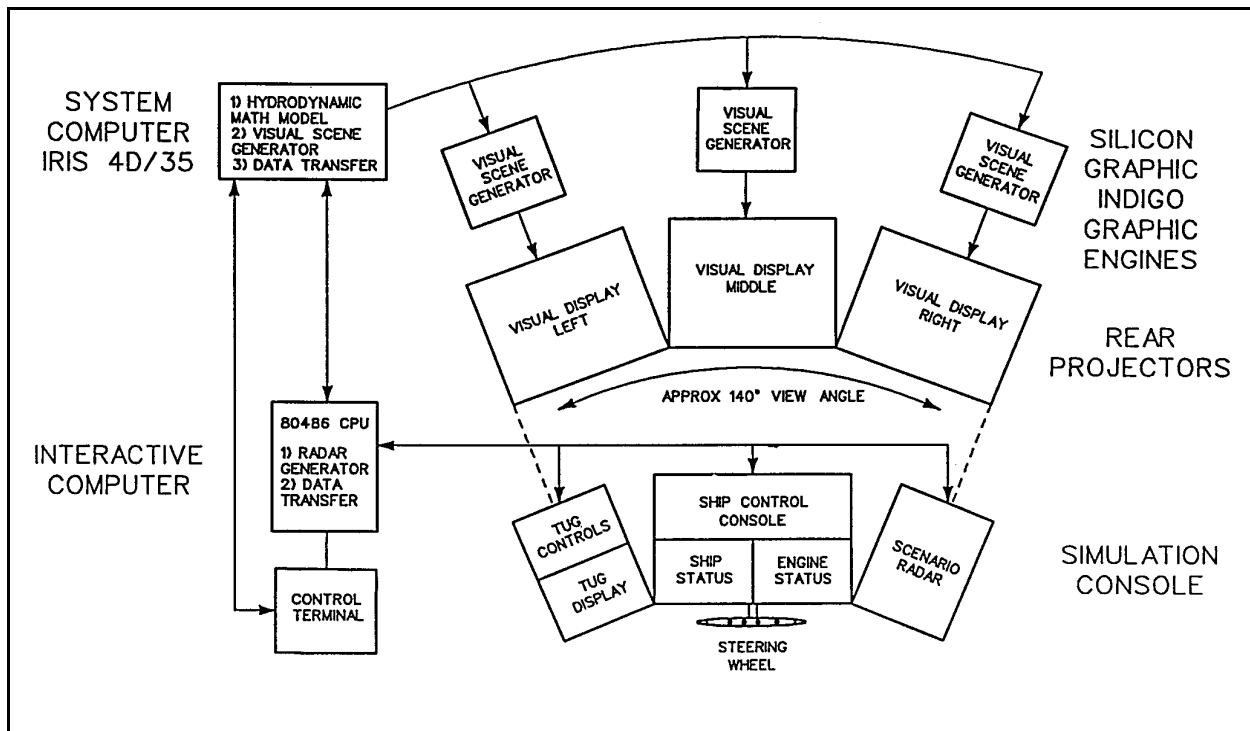 SYSTEM
COMPUTER
IRIS 4D/35
1) HYDRODYNAMIC
MATH MODEL
2) VISUAL SCENE
GENERATOR
3) DATA TRANSFER
VISUAL
SCENE
GENERATOR
VISUAL
SCENE
GENERATOR
VISUAL
SCENE
GENERATOR
SILICON
GRAPHIC
INDIGO
GRAPHIC
ENGINES
VISUAL DISPLAY
LEFT
VISUAL DISPLAY
MIDDLE
VISUAL DISPLAY
RIGHT
REAR
PROJECTORS
APPROX 140° VIEW ANGLE
INTERACTIVE
COMPUTER
80486 CPU
1) RADAR
GENERATOR
2) DATA
TRANSFER
CONTROL
TERMINAL
TUG
CONTROLS
TUG
DISPLAY
SHIP CONTROL
CONSOLE
SHIP
STATUS
ENGINE
STATUS
SCENARIO
RADAR
SIMULATION
CONSOLE
STEERING
WHEEL